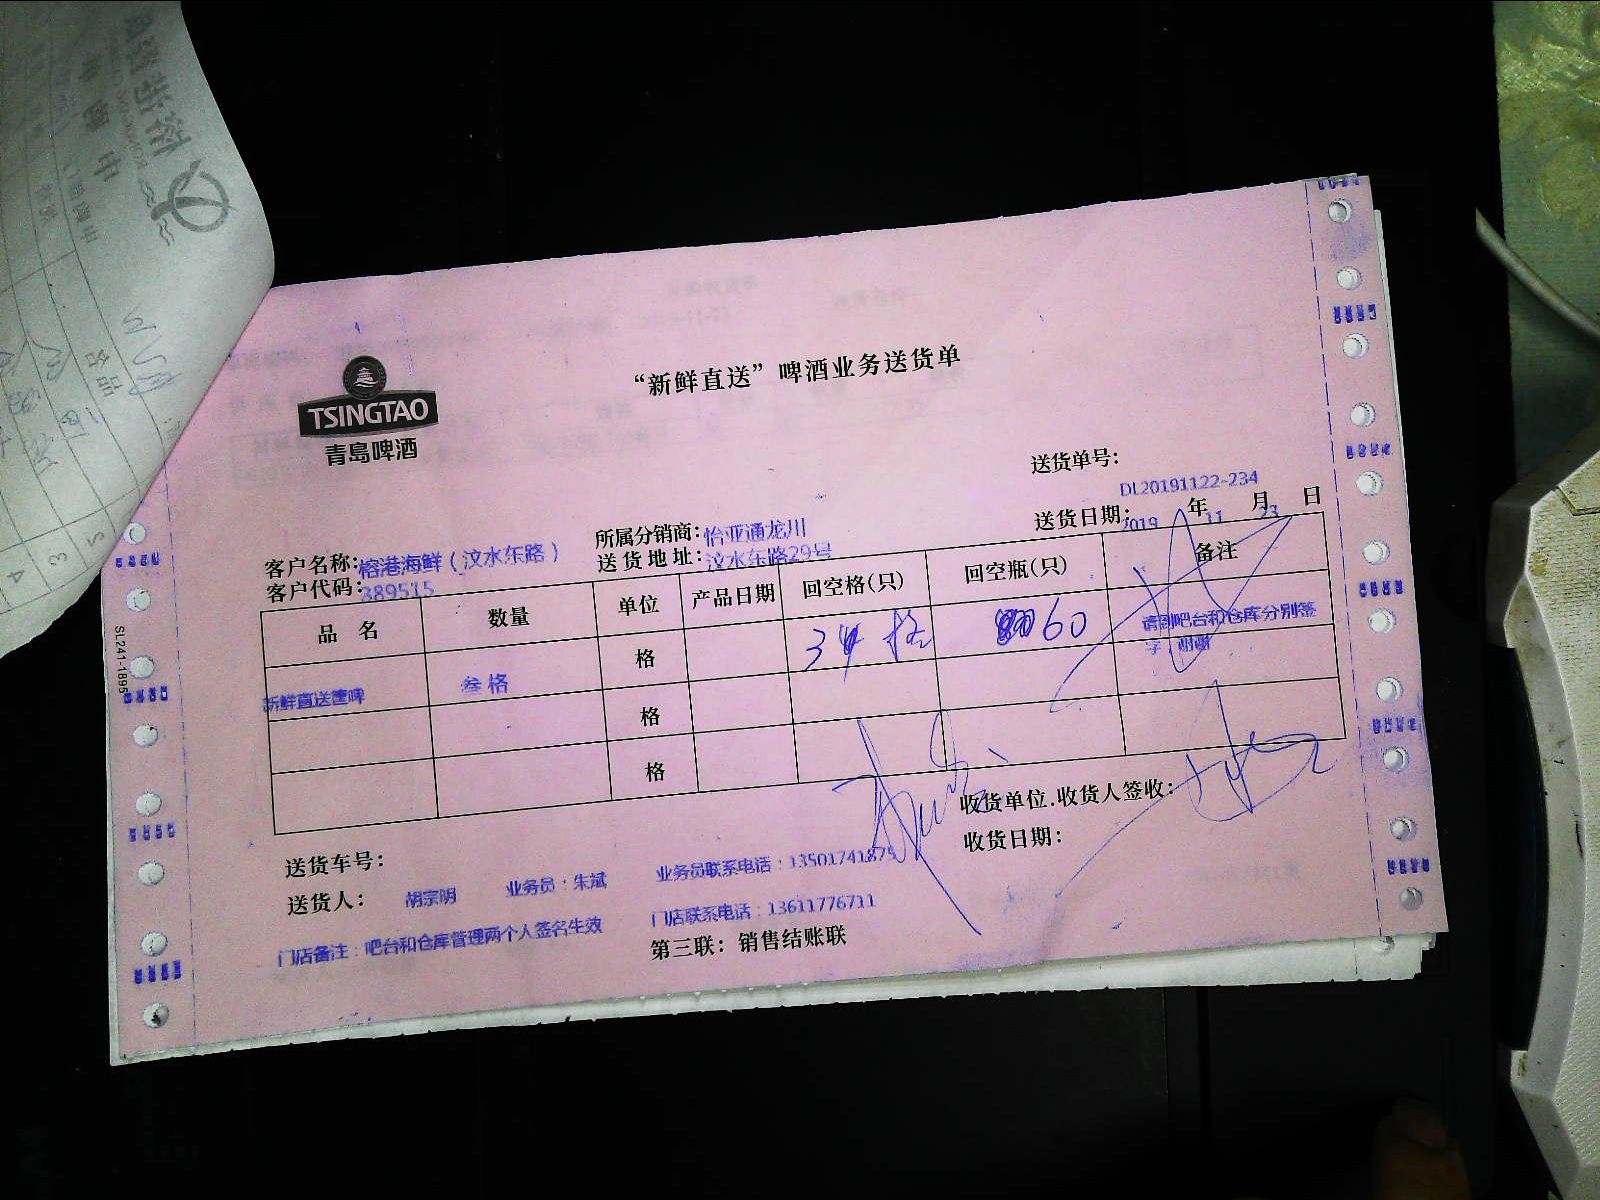 TSINGTAO
青島啤酒
“新鲜直送”啤酒业务送货单
送货单号:
DL20191122-234
送货日期: 2019 年 11 月 23 日
所属分销商: 怡亚通龙川
客户名称: 榕港海鲜（汶水东路）
送货地址: 汶水东路29号
客户代码: 389515
品 名 数量 单位 产品日期 回空格(只) 回空瓶(只) 备注
新鲜直送筐啤 叁格 格 3 格 60 请到吧台和仓库分别签
字，谢谢
格
格
收货单位.收货人签收:
收货日期:
送货车号:
送货人: 胡宗明 业务员：朱斌 业务员联系电话：13501741875
门店备注：吧台和仓库管理两个人签名生效 门店联系电话：13611776711
第三联：销售结账联
SL241-1895